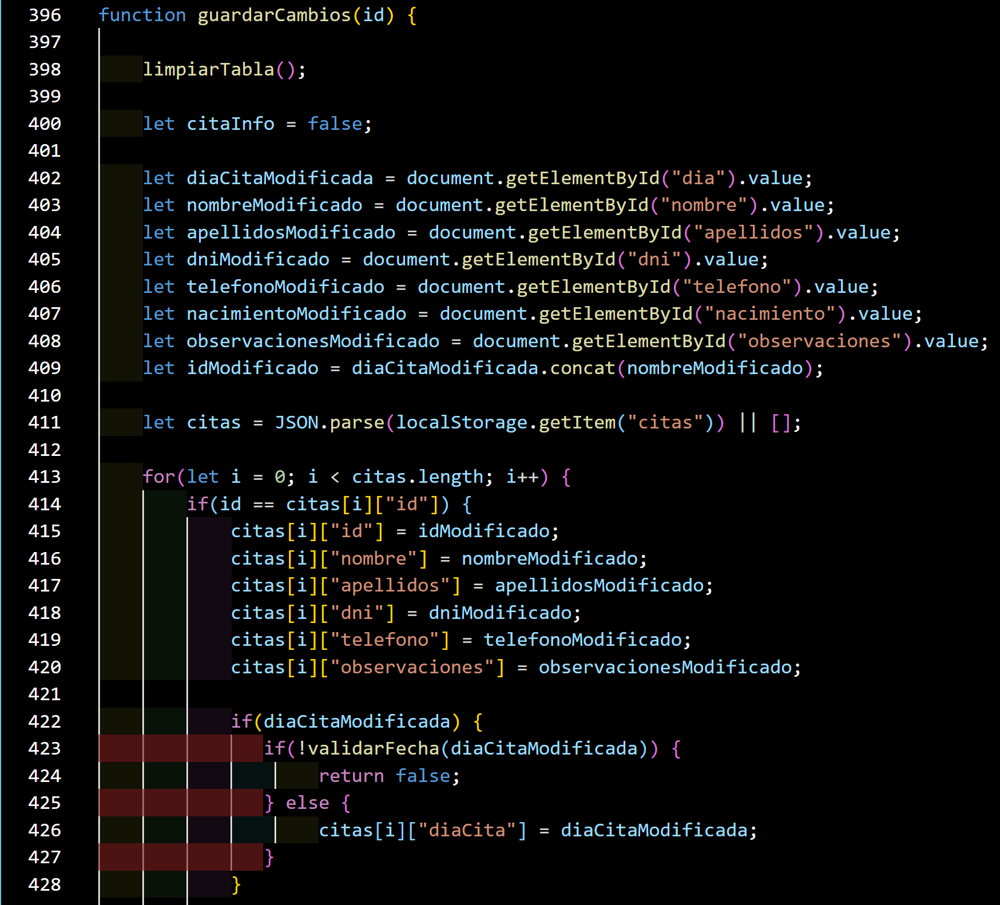 396 function guardarCambios(id) {
397
398 limpiarTabla();
399
400 let citaInfo = false;
401
402 let diaCitaModificada = document.getElementById("dia").value;
403 let nombreModificado = document.getElementById("nombre").value;
404 let apellidosModificado = document.getElementById("apellidos").value;
405 let dniModificado = document.getElementById("dni").value;
406 let telefonoModificado = document.getElementById("telefono").value;
407 let nacimientoModificado = document.getElementById("nacimiento").value;
408 let observacionesModificado = document.getElementById("observaciones").value;
409 let idModificado = diaCitaModificada.concat(nombreModificado);
410
411 let citas = JSON.parse(localStorage.getItem("citas")) || [];
412
413 for(let i = 0; i < citas.length; i++) {
414 if(id == citas[i]["id"]) {
415 citas[i]["id"] = idModificado;
416 citas[i]["nombre"] = nombreModificado;
417 citas[i]["apellidos"] = apellidosModificado;
418 citas[i]["dni"] = dniModificado;
419 citas[i]["telefono"] = telefonoModificado;
420 citas[i]["observaciones"] = observacionesModificado;
421
422 if(diaCitaModificada) {
423 if(!validarFecha(diaCitaModificada)) {
424 return false;
425 } else {
426 citas[i]["diaCita"] = diaCitaModificada;
427 }
428 }